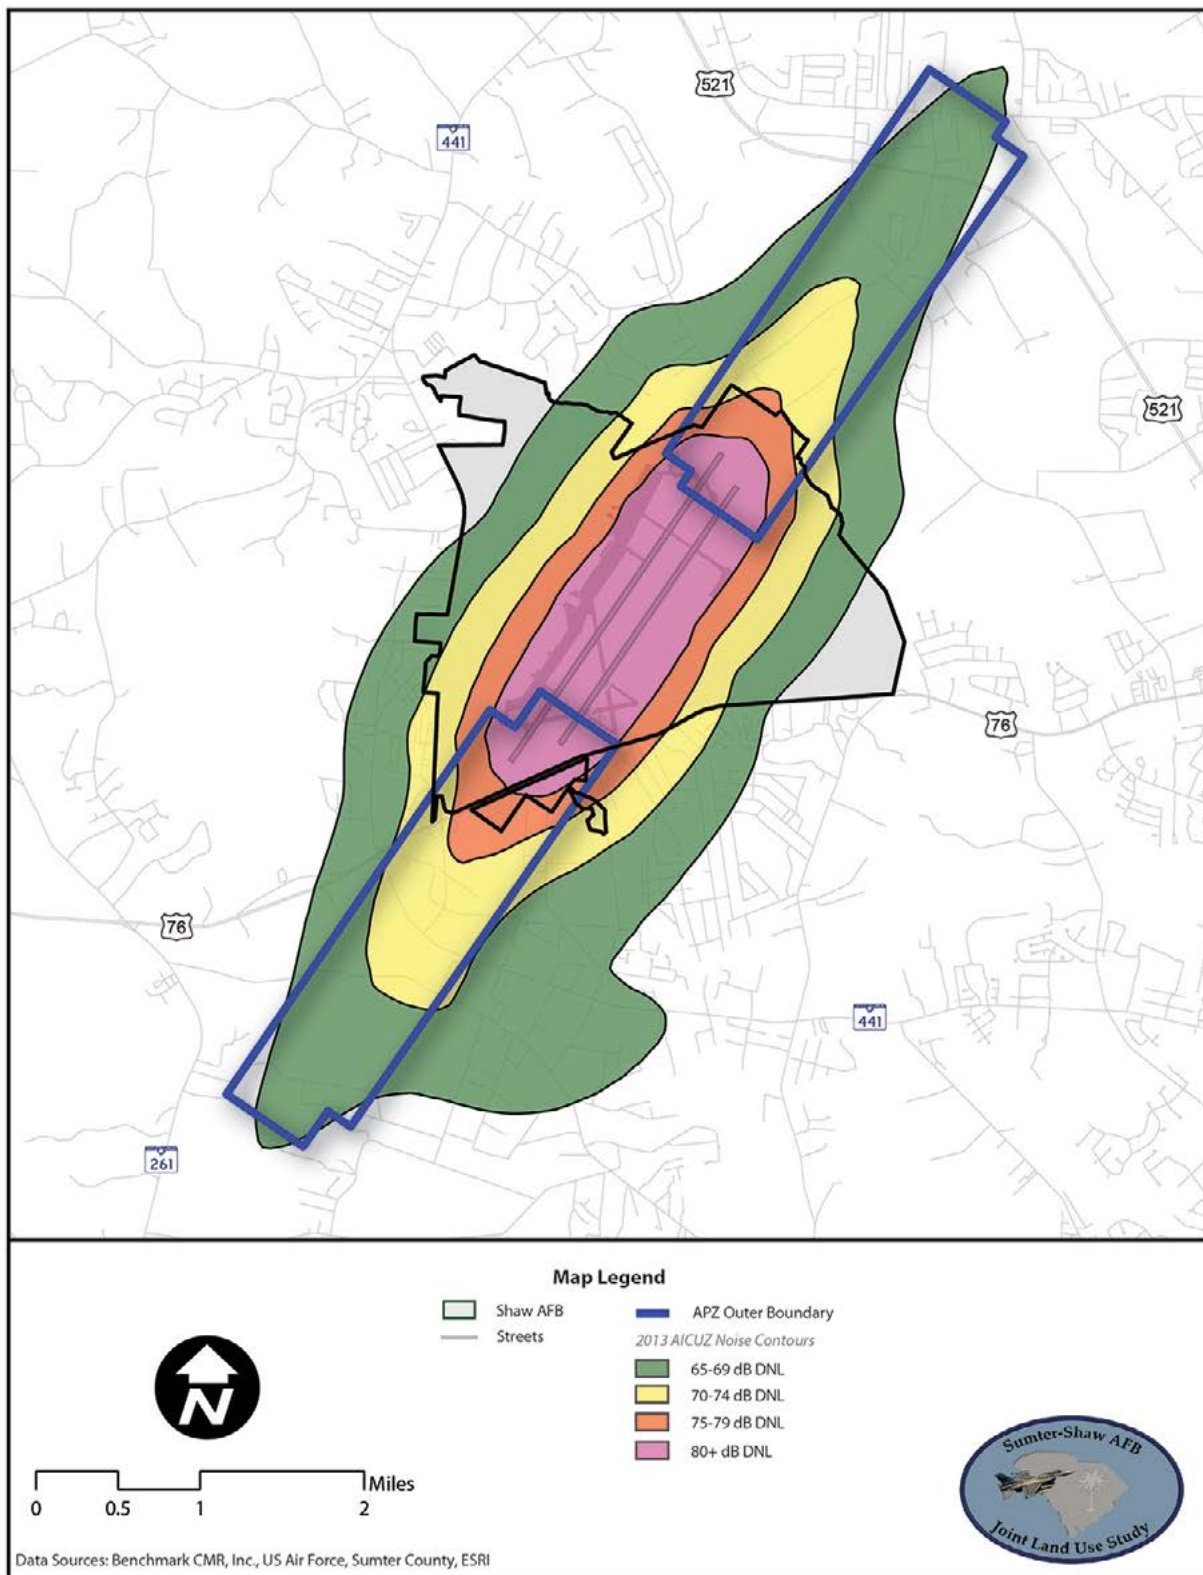 521
441
521
76
76
441
261
Map Legend
Shaw AFB
Streets
APZ Outer Boundary
2013 AICUZ Noise Contours
65-69 dB DNL
70-74 dB DNL
75-79 dB DNL
80+ dB DNL
N
Miles
0 0.5 1 2
Sumter-Shaw AFB
Joint Land Use Study
Data Sources: Benchmark CMR, Inc., US Air Force, Sumter County, ESRI